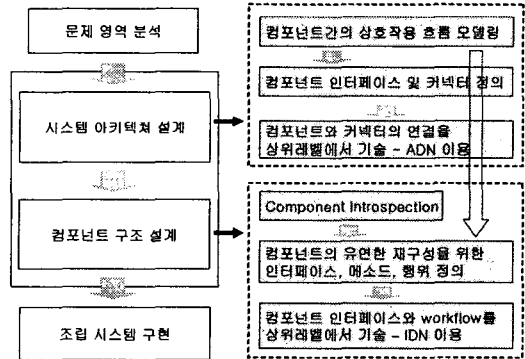 문제 영역 분석
시스템 아키텍쳐 설계
컴포넌트 구조 설계
조립 시스템 구현
컴포넌트간의 상호작용 흐름 모델링
컴포넌트 인터페이스 및 커넥터 정의
컴포넌트와 커넥터의 연결을
상위레벨에서 기술 – ADN 이용
Component Introspection
컴포넌트의 유연한 재구성을 위한
인터페이스, 메소드, 행위 정의
컴포넌트 인터페이스와 workflow를
상위레벨에서 기술 – IDN 이용